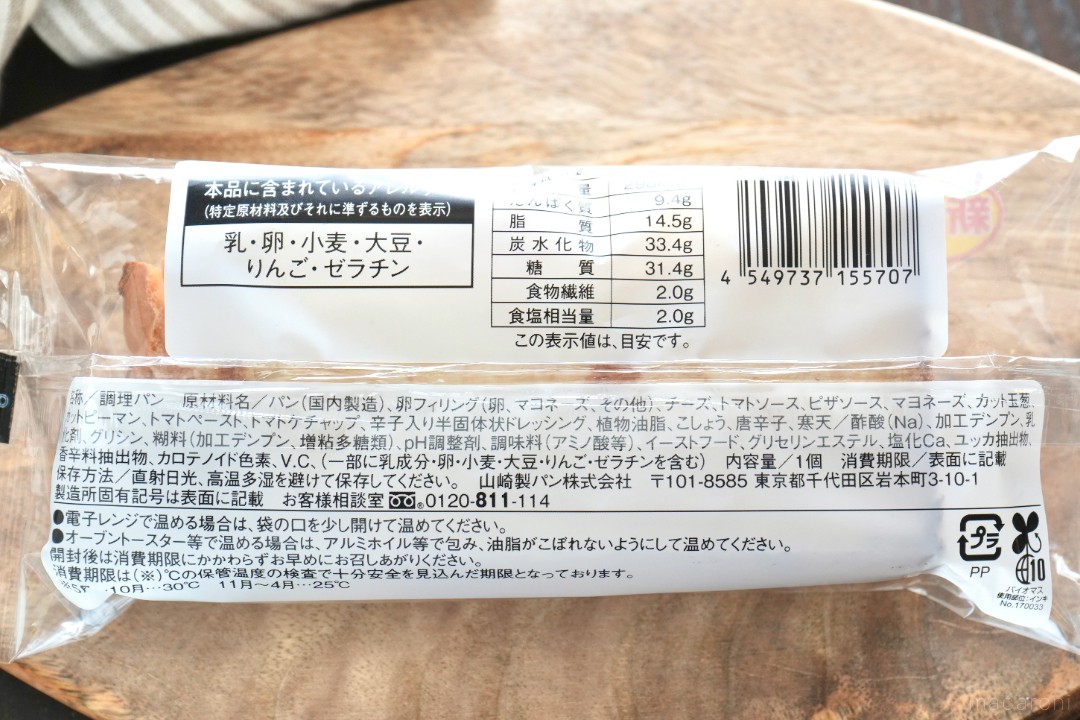 本品に含まれているアレルゲン
(特定原材料及びそれに準ずるものを表示)
乳・卵・小麦・大豆・
りんご・ゼラチン
量
たんぱく質 9.4g
脂質 14.5g
炭水化物 33.4g
糖質 31.4g
食物繊維 2.0g
食塩相当量 2.0g
この表示値は、目安です。
4 549737 155707
新
名称/調理パン 原材料名/パン(国内製造)、卵フィリング(卵、マヨネーズ、その他)、チーズ、トマトソース、ピザソース、マヨネーズ、カット玉葱、
カットピーマン、トマトペースト、トマトケチャップ、辛子入り半固体状ドレッシング、植物油脂、こしょう、唐辛子、寒天/酢酸(Na)、加工デンプン、乳
化剤、グリシン、糊料(加工デンプン、増粘多糖類)、pH調整剤、調味料(アミノ酸等)、イーストフード、グリセリンエステル、塩化Ca、ユッカ抽出物、
香辛料抽出物、カロテノイド色素、V.C、(一部に乳成分・卵・小麦・大豆・りんご・ゼラチンを含む) 内容量/1個 消費期限/表面に記載
保存方法/直射日光、高温多湿を避けて保存してください。 山崎製パン株式会社 〒101-8585 東京都千代田区岩本町3-10-1
製造所固有記号は表面に記載 お客様相談室 0120-811-114
●電子レンジで温める場合は、袋の口を少し開けて温めてください。
●オーブントースター等で温める場合は、アルミホイル等で包み、油脂がこぼれないようにして温めてください。
開封後は消費期限にかかわらずお早めにお召しあがりください。
消費期限は(※)℃の保管温度の検査で十分安全を見込んだ期限となっております。
※5月…10月…30℃ 11月〜4月…25℃
プラ
PP
10
バイオマス
使用部位:インキ
No.170033
macaroni